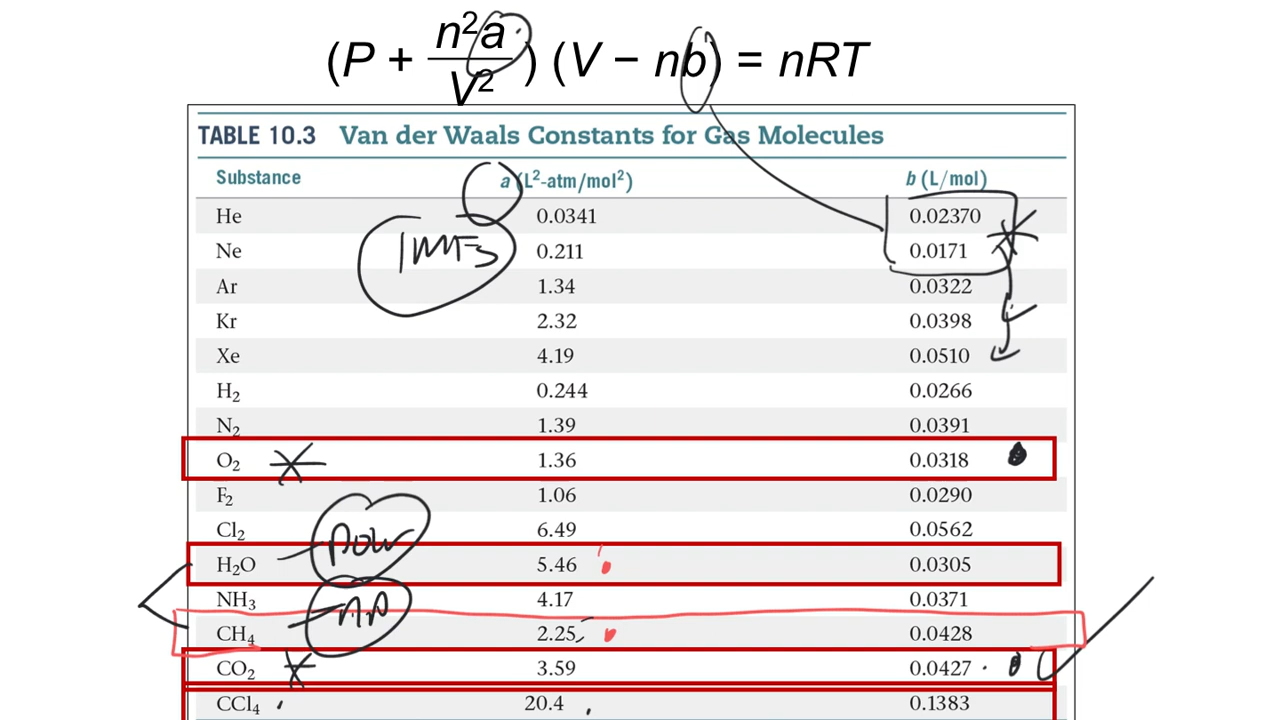 (P + n²a/V²) (V − nb) = nRT
TABLE 10.3 Van der Waals Constants for Gas Molecules
Substance a (L²-atm/mol²) b (L/mol)
He 0.0341 0.02370
IMFs
Ne 0.211 0.0171
Ar 1.34 0.0322
Kr 2.32 0.0398
Xe 4.19 0.0510
H₂ 0.244 0.0266
N₂ 1.39 0.0391
O₂ 1.36 0.0318
F₂ 1.06 0.0290
Cl₂ 6.49 0.0562
H₂O 5.46 0.0305
NH₃ 4.17 0.0371
np
CH₄ 2.25 0.0428
CO₂ 3.59 0.0427
CCl₄ 20.4 0.1383